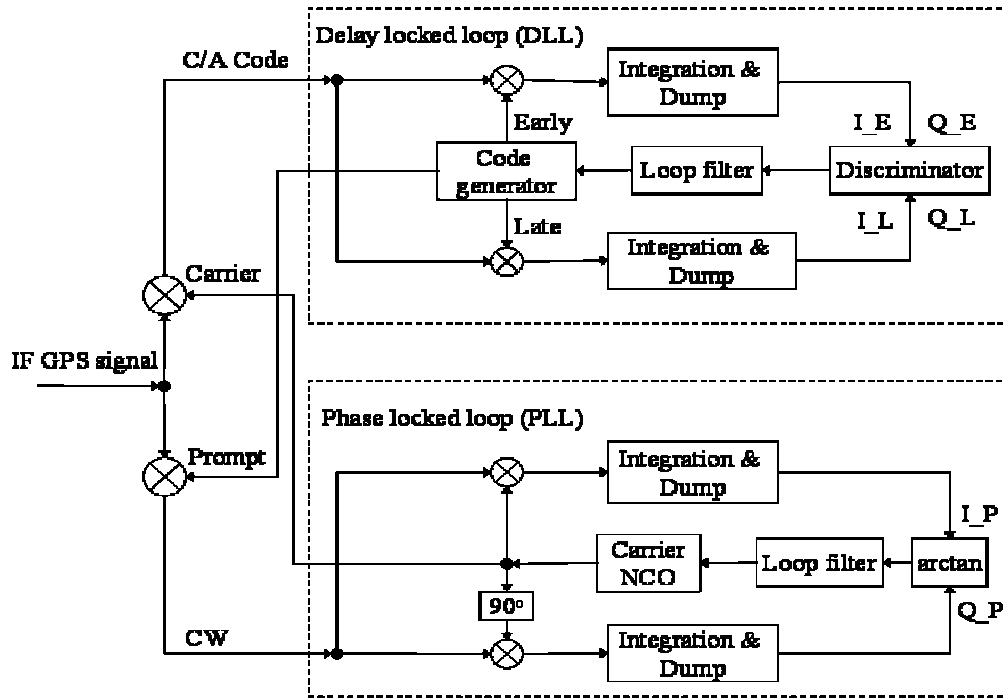 Delay locked loop (DLL)
C/A Code
Integration &
Dump
Early
I_E Q_E
Code
generator
Loop filter
Discriminator
Late
I_L Q_L
Integration &
Dump
Carrier
IF GPS signal
Phase locked loop (PLL)
Prompt
Integration &
Dump
I_P
Carrier
NCO
Loop filter
arctan
90°
Q_P
CW
Integration &
Dump